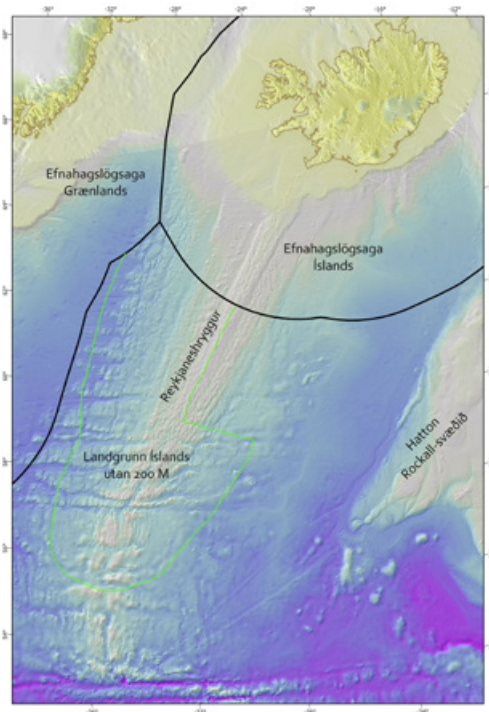 Efnahagslögsaga
Grænlands
Efnahagslögsaga
Íslands
Reykjaneshryggur
Landgrunn Íslands
utan 200 M
Hatton
Rockall-svæðið